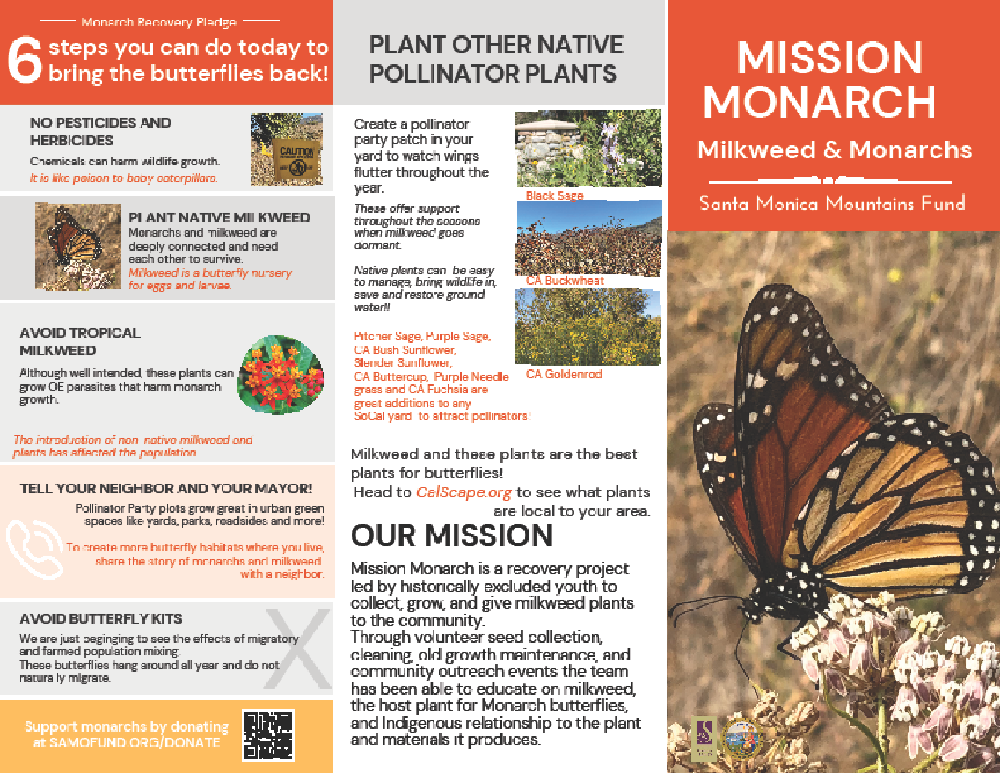 Monarch Recovery Pledge
6 steps you can do today to
bring the butterflies back!
NO PESTICIDES AND
HERBICIDES
Chemicals can harm wildlife growth.
It is like poison to baby caterpillars.
CAUTION
PLANT NATIVE MILKWEED
Monarchs and milkweed are
deeply connected and need
each other to survive.
Milkweed is a butterfly nursery
for eggs and larvae.
AVOID TROPICAL
MILKWEED
Although well intended, these plants can
grow OE parasites that harm monarch
growth.
The introduction of non-native milkweed and
plants has affected the population.
TELL YOUR NEIGHBOR AND YOUR MAYOR!
Pollinator Party plots grow great in urban green
spaces like yards, parks, roadsides and more!
To create more butterfly habitats where you live,
share the story of monarchs and milkweed
with a neighbor.
AVOID BUTTERFLY KITS
X
We are just beginging to see the effects of migratory
and farmed population mixing.
These butterflies hang around all year and do not
naturally migrate.
Support monarchs by donating
at SAMOFUND.ORG/DONATE
PLANT OTHER NATIVE
POLLINATOR PLANTS
Create a pollinator
party patch in your
yard to watch wings
flutter throughout the
year.
These offer support
throughout the seasons
when milkweed goes
dormant.
Native plants can be easy
to manage, bring wildlife in,
save and restore ground
water!!
Black Sage
CA Buckwheat
CA Goldenrod
Pitcher Sage, Purple Sage,
CA Bush Sunflower,
Slender Sunflower,
CA Buttercup, Purple Needle
grass and CA Fuchsia are
great additions to any
SoCal yard to attract pollinators!
Milkweed and these plants are the best
plants for butterflies!
Head to CalScape.org to see what plants
are local to your area.
OUR MISSION
Mission Monarch is a recovery project
led by historically excluded youth to
collect, grow, and give milkweed plants
to the community.
Through volunteer seed collection,
cleaning, old growth maintenance, and
community outreach events the team
has been able to educate on milkweed,
the host plant for Monarch butterflies,
and Indigenous relationship to the plant
and materials it produces.
MISSION
MONARCH
Milkweed & Monarchs
Santa Monica Mountains Fund